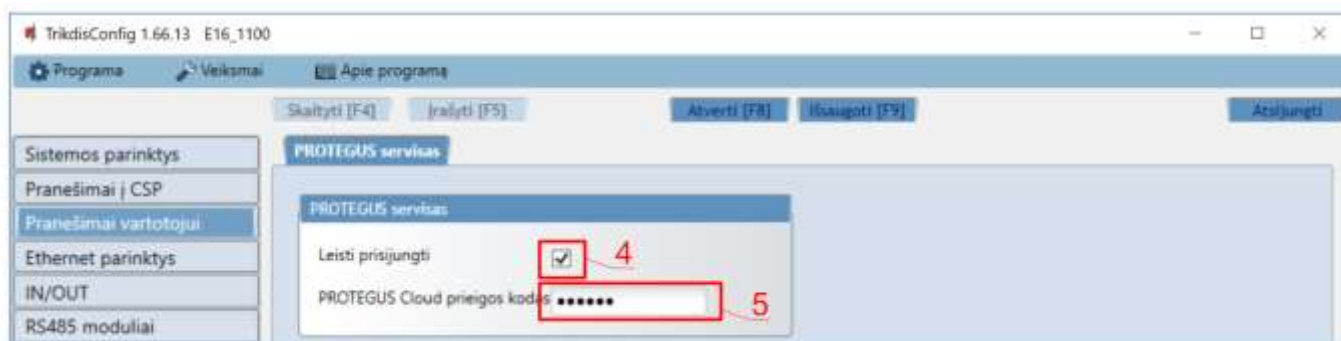 TrikdisConfig 1.66.13 E16_1100
Programa Veiksmai Apie programą
Skaityti [F4] Įrašyti [F5] Atverti [F8] Išsaugoti [F9] Atsijungti
Sistemos parinktys
PROTEGUS servisas
Pranešimai į CSP
Pranešimai vartotojui
PROTEGUS servisas
Ethernet parinktys
Leisti prisijungti 4
IN/OUT
PROTEGUS Cloud prieigos kodas •••••• 5
RS485 moduliai